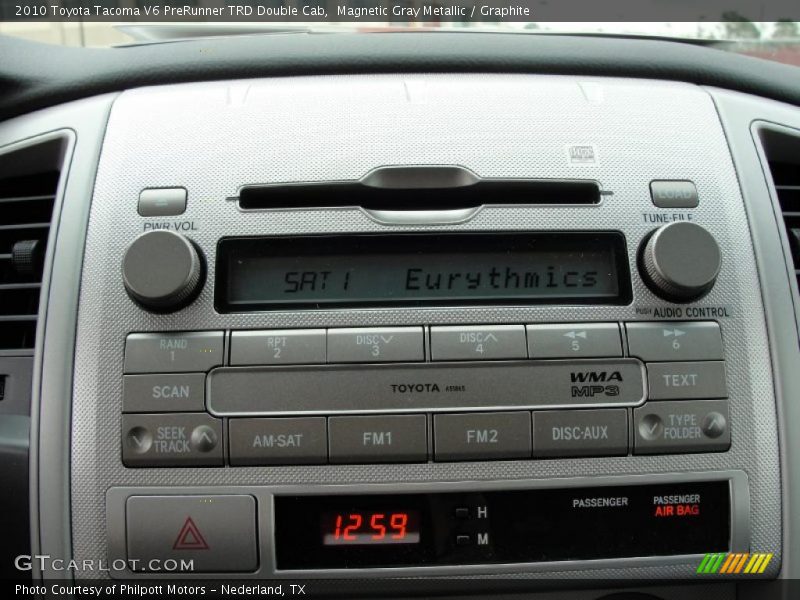 2010 Toyota Tacoma V6 PreRunner TRD Double Cab, Magnetic Gray Metallic / Graphite
LOAD
PWR·VOL
TUNE·FILE
SAT1 Eurythmics
PUSH AUDIO CONTROL
RAND 1
RPT 2
DISC 3
DISC 4
5
6
SCAN
TOYOTA
WMA
MP3
TEXT
SEEK TRACK
AM·SAT
FM1
FM2
DISC·AUX
TYPE FOLDER
12:59
H
M
PASSENGER
PASSENGER
AIR BAG
GTCARLOT.COM
Photo Courtesy of Philpott Motors - Nederland, TX